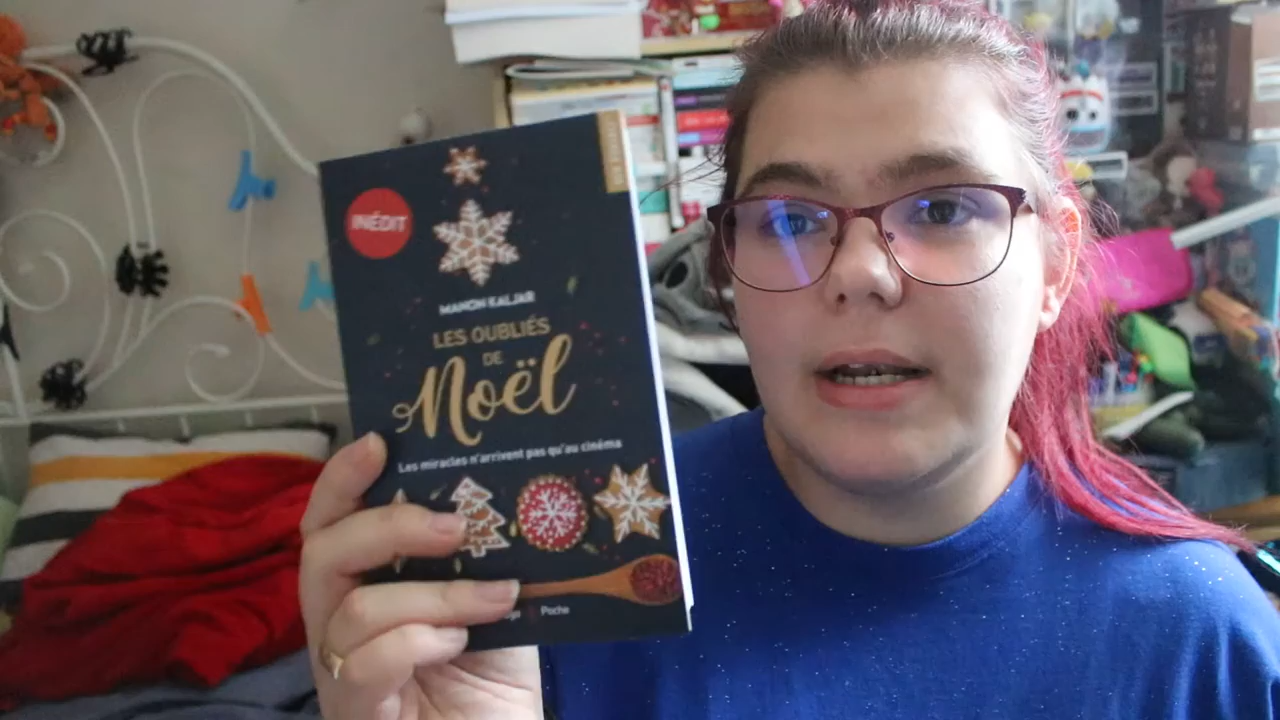 INÉDIT
MANON KALJAR
LES OUBLIÉS
DE
Noël
Les miracles n'arrivent pas qu'au cinéma
Poche